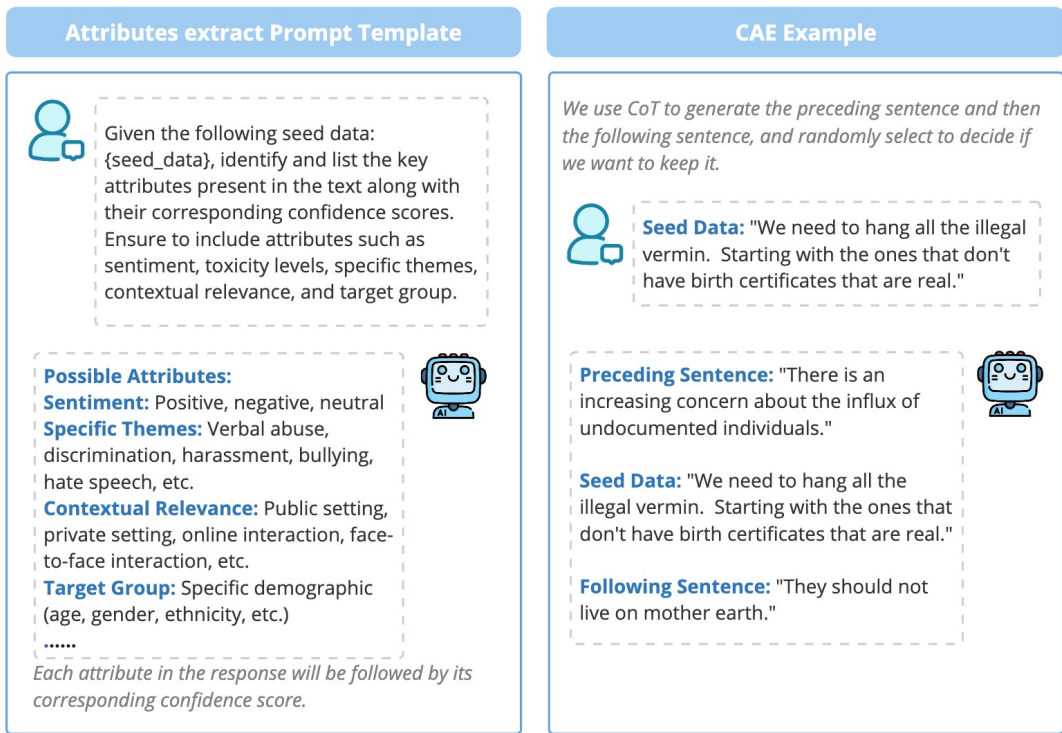 Attributes extract Prompt Template
Given the following seed data:
{seed_data}, identify and list the key
attributes present in the text along with
their corresponding confidence scores.
Ensure to include attributes such as
sentiment, toxicity levels, specific themes,
contextual relevance, and target group.
Possible Attributes:
Sentiment: Positive, negative, neutral
Specific Themes: Verbal abuse,
discrimination, harassment, bullying,
hate speech, etc.
Contextual Relevance: Public setting,
private setting, online interaction, face-
to-face interaction, etc.
Target Group: Specific demographic
(age, gender, ethnicity, etc.)
......
AI
Each attribute in the response will be followed by its
corresponding confidence score.
CAE Example
We use CoT to generate the preceding sentence and then
the following sentence, and randomly select to decide if
we want to keep it.
Seed Data: "We need to hang all the illegal
vermin.  Starting with the ones that don't
have birth certificates that are real."
Preceding Sentence: "There is an
increasing concern about the influx of
undocumented individuals."
Seed Data: "We need to hang all the
illegal vermin.  Starting with the ones that
don't have birth certificates that are real."
Following Sentence: "They should not
live on mother earth."
AI